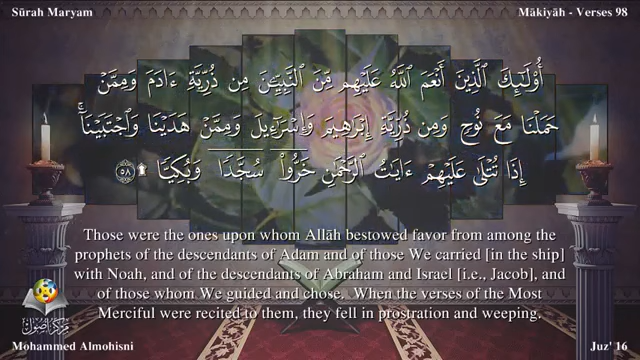 Sūrah Maryam
Mākiyāh - Verses 98
أُو۟لَـٰٓئِكَ ٱلَّذِينَ أَنْعَمَ ٱللَّهُ عَلَيْهِم مِّنَ ٱلنَّبِيِّـۧنَ مِن ذُرِّيَّةِ ءَادَمَ وَمِمَّنْ
حَمَلْنَا مَعَ نُوحٍ وَمِن ذُرِّيَّةِ إِبْرَٰهِيمَ وَإِسْرَٰٓءِيلَ وَمِمَّنْ هَدَيْنَا وَٱجْتَبَيْنَآ ۚ
إِذَا تُتْلَىٰ عَلَيْهِمْ ءَايَـٰتُ ٱلرَّحْمَـٰنِ خَرُّوا۟ سُجَّدًا وَبُكِيًّا ۩ ٥٨
Those were the ones upon whom Allāh bestowed favor from among the
prophets of the descendants of Adam and of those We carried [in the ship]
with Noah, and of the descendants of Abraham and Israel [i.e., Jacob], and
of those whom We guided and chose. When the verses of the Most
Merciful were recited to them, they fell in prostration and weeping.
مركز أصول
Mohammed Almohisni
Juz' 16